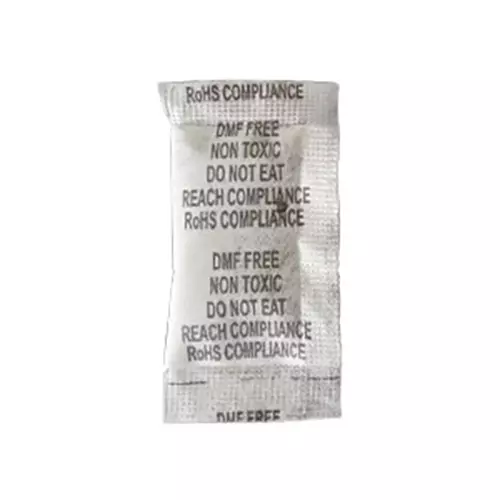 RoHS COMPLIANCE
DMF FREE
NON TOXIC
DO NOT EAT
REACH COMPLIANCE
RoHS COMPLIANCE
DMF FREE
NON TOXIC
DO NOT EAT
REACH COMPLIANCE
RoHS COMPLIANCE
DMF FREE